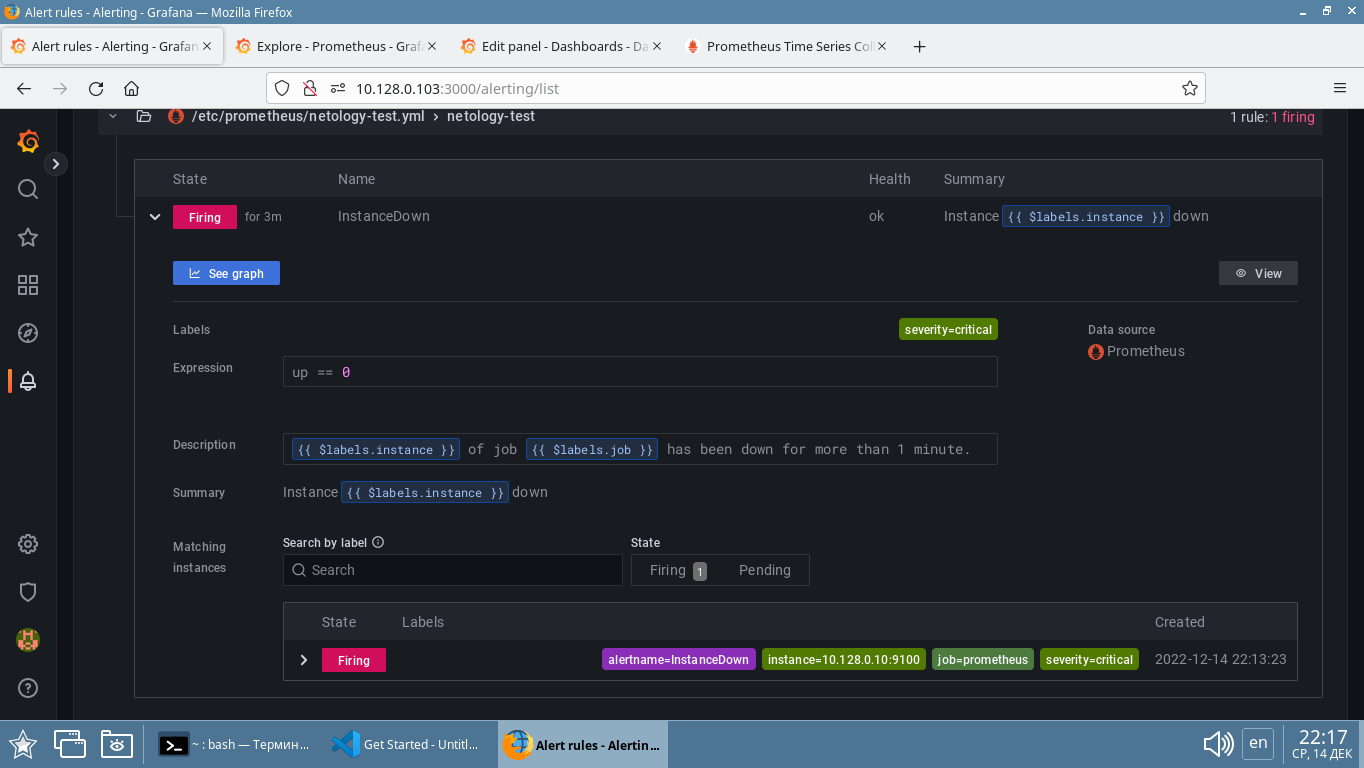 Alert rules - Alerting - Grafana — Mozilla Firefox
Alert rules - Alerting - Grafan
Explore - Prometheus - Graf
Edit panel - Dashboards - Da
Prometheus Time Series Col
10.128.0.103:3000/alerting/list
/etc/prometheus/netology-test.yml › netology-test
1 rule: 1 firing
State Name Health Summary
Firing for 3m InstanceDown ok Instance {{ $labels.instance }} down
See graph View
Labels severity=critical Data source
Prometheus
Expression up == 0
Description {{ $labels.instance }} of job {{ $labels.job }} has been down for more than 1 minute.
Summary Instance {{ $labels.instance }} down
Matching instances
Search by label State
Search Firing 1 Pending
State Labels Created
Firing alertname=InstanceDown instance=10.128.0.10:9100 job=prometheus severity=critical 2022-12-14 22:13:23
~ : bash — Термин...
Get Started - Untitl...
Alert rules - Alertin...
en
22:17
СР, 14 ДЕК